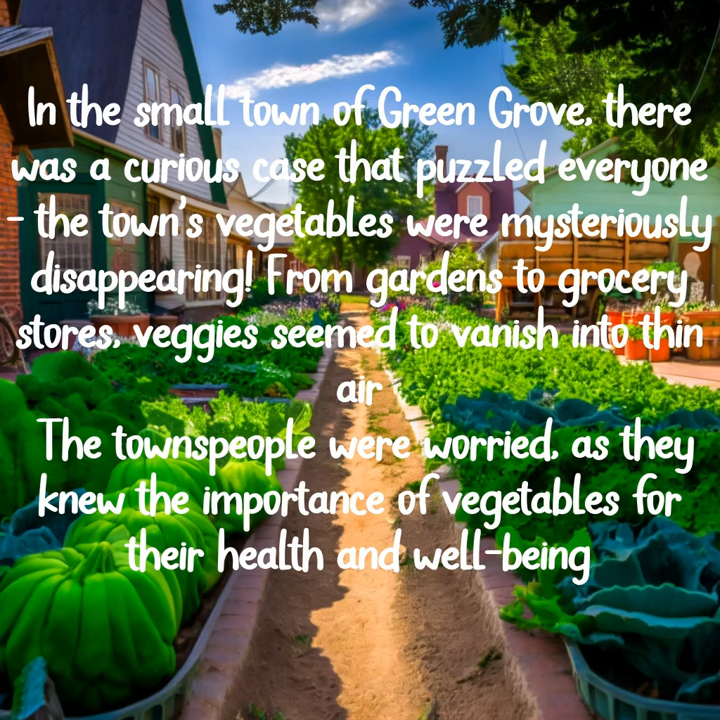 In the small town of Green Grove, there
was a curious case that puzzled everyone
- the town's vegetables were mysteriously
disappearing! From gardens to grocery
stores, veggies seemed to vanish into thin
air
The townspeople were worried, as they
knew the importance of vegetables for
their health and well-being